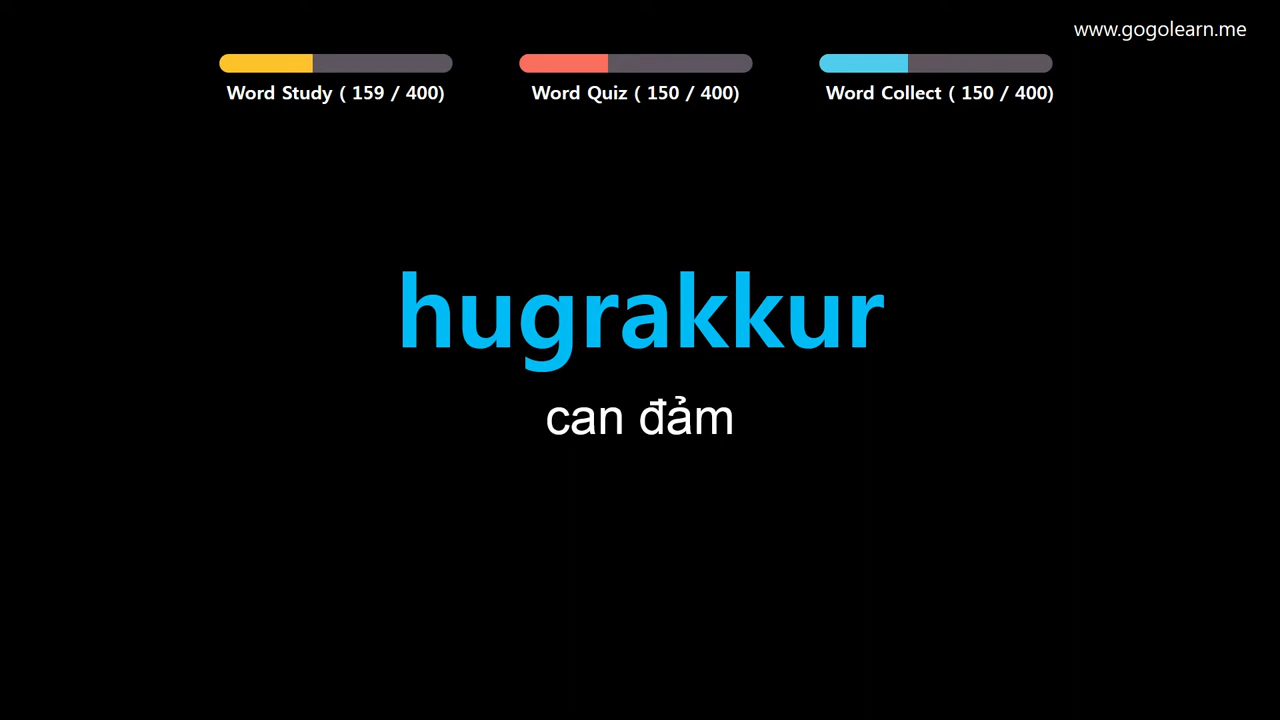 www.gogolearn.me
Word Study ( 159 / 400)
Word Quiz ( 150 / 400)
Word Collect ( 150 / 400)
hugrakkur
can đảm